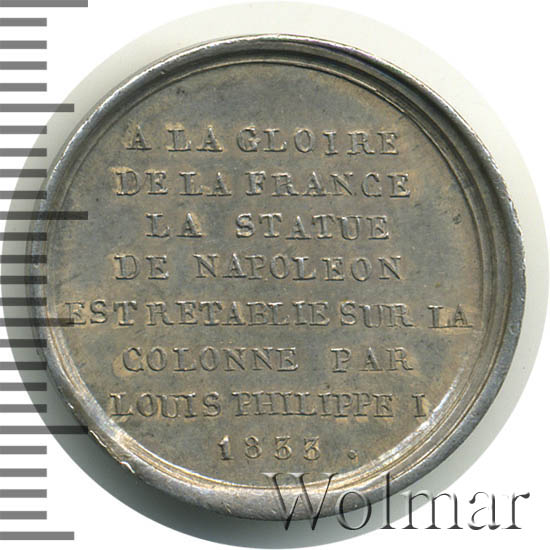 A LA GLOIRE
DE LA FRANCE
LA STATUE
DE NAPOLEON
EST RETABLIE SUR LA
COLONNE PAR
LOUIS PHILIPPE I
1833 .
Wolmar